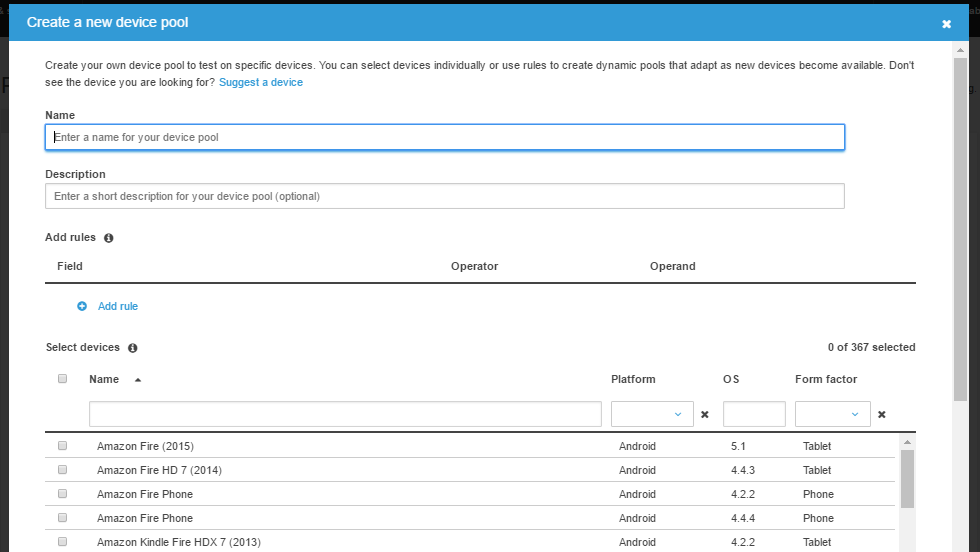 Create a new device pool
Create your own device pool to test on specific devices. You can select devices individually or use rules to create dynamic pools that adapt as new devices become available. Don't
see the device you are looking for? Suggest a device
Name
Enter a name for your device pool
Description
Enter a short description for your device pool (optional)
Add rules
Field Operator Operand
Add rule
Select devices 0 of 367 selected
Name Platform OS Form factor
Amazon Fire (2015) Android 5.1 Tablet
Amazon Fire HD 7 (2014) Android 4.4.3 Tablet
Amazon Fire Phone Android 4.2.2 Phone
Amazon Fire Phone Android 4.4.4 Phone
Amazon Kindle Fire HDX 7 (2013) Android 4.2.2 Tablet